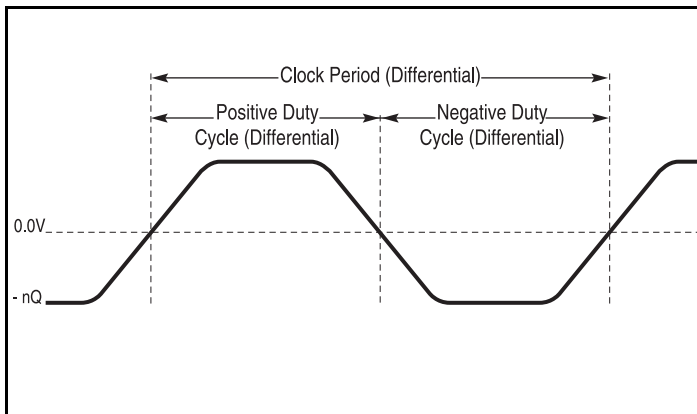 Clock Period (Differential)
Positive Duty
Cycle (Differential)
Negative Duty
Cycle (Differential)
0.0V
- nQ